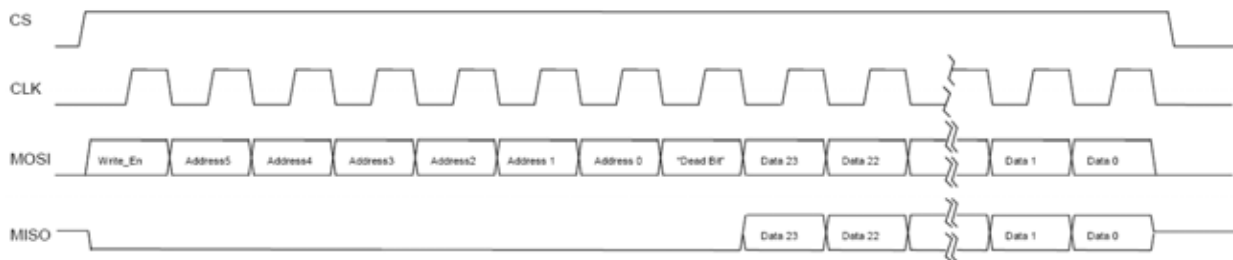 CS
CLK
MOSI Write_En Address5 Address4 Address3 Address2 Address 1 Address 0 "Dead Bit" Data 23 Data 22 Data 1 Data 0
MISO Data 23 Data 22 Data 1 Data 0